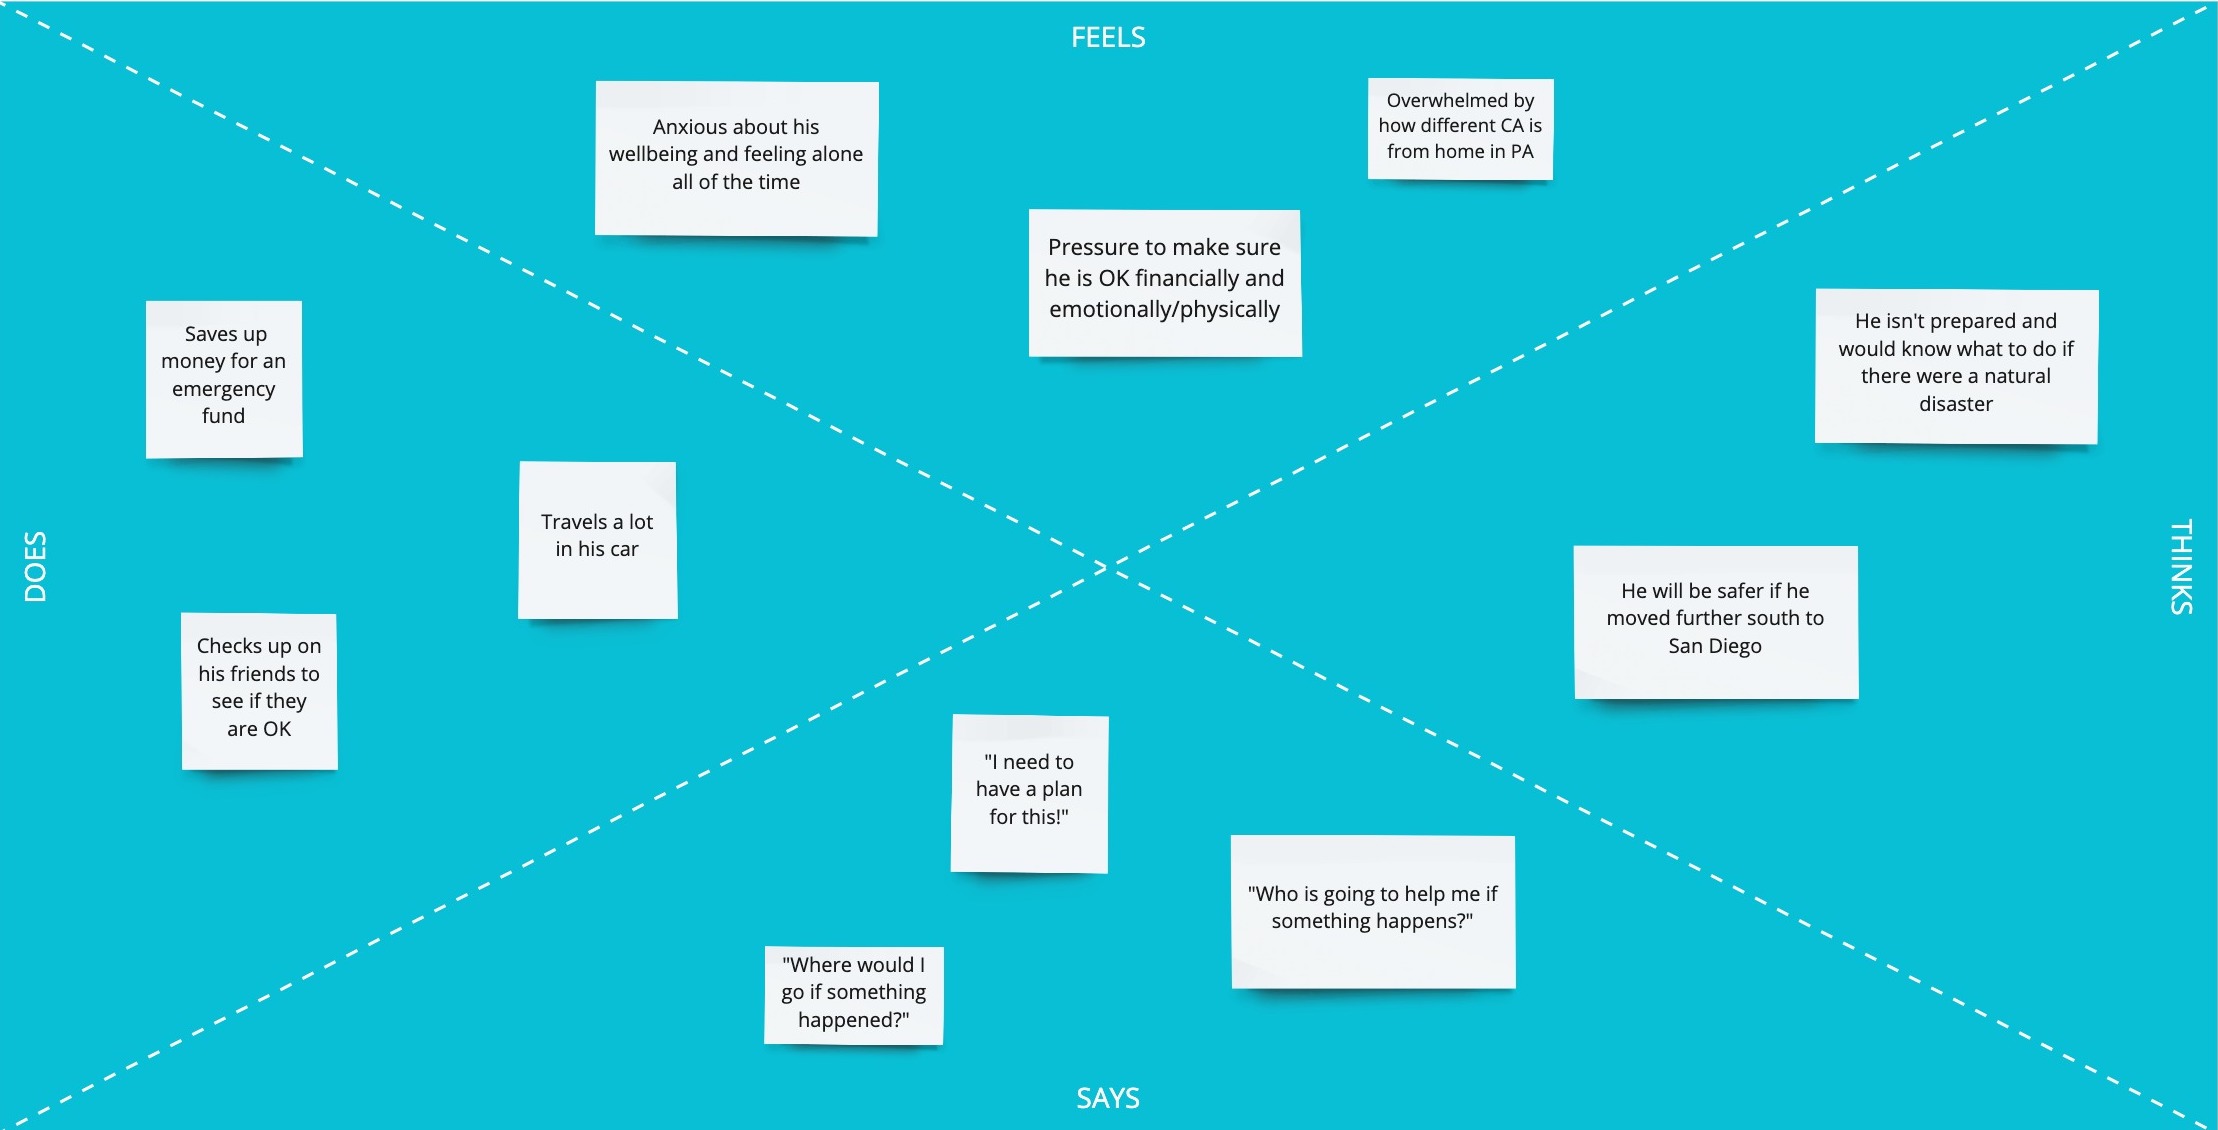 FEELS
Anxious about his
wellbeing and feeling alone
all of the time
Overwhelmed by
how different CA is
from home in PA
Pressure to make sure
he is OK financially and
emotionally/physically
DOES
Saves up
money for an
emergency
fund
Travels a lot
in his car
Checks up on
his friends to
see if they
are OK
THINKS
He isn't prepared and
would know what to do if
there were a natural
disaster
He will be safer if he
moved further south to
San Diego
"I need to
have a plan
for this!"
"Who is going to help me if
something happens?"
"Where would I
go if something
happened?"
SAYS